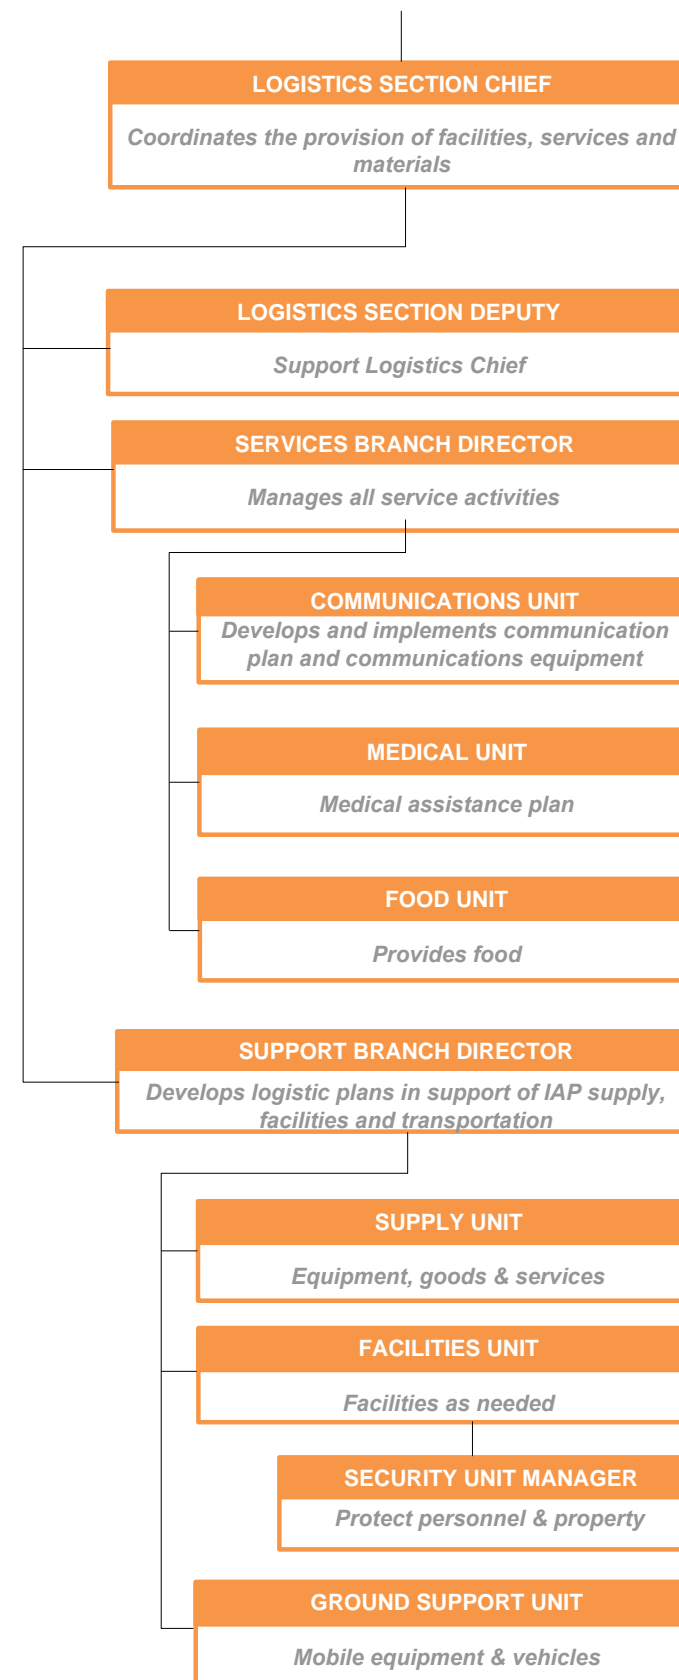 LOGISTICS SECTION CHIEF
Coordinates the provision of facilities, services and
materials
LOGISTICS SECTION DEPUTY
Support Logistics Chief
SERVICES BRANCH DIRECTOR
Manages all service activities
COMMUNICATIONS UNIT
Develops and implements communication
plan and communications equipment
MEDICAL UNIT
Medical assistance plan
FOOD UNIT
Provides food
SUPPORT BRANCH DIRECTOR
Develops logistic plans in support of IAP supply,
facilities and transportation
SUPPLY UNIT
Equipment, goods & services
FACILITIES UNIT
Facilities as needed
SECURITY UNIT MANAGER
Protect personnel & property
GROUND SUPPORT UNIT
Mobile equipment & vehicles